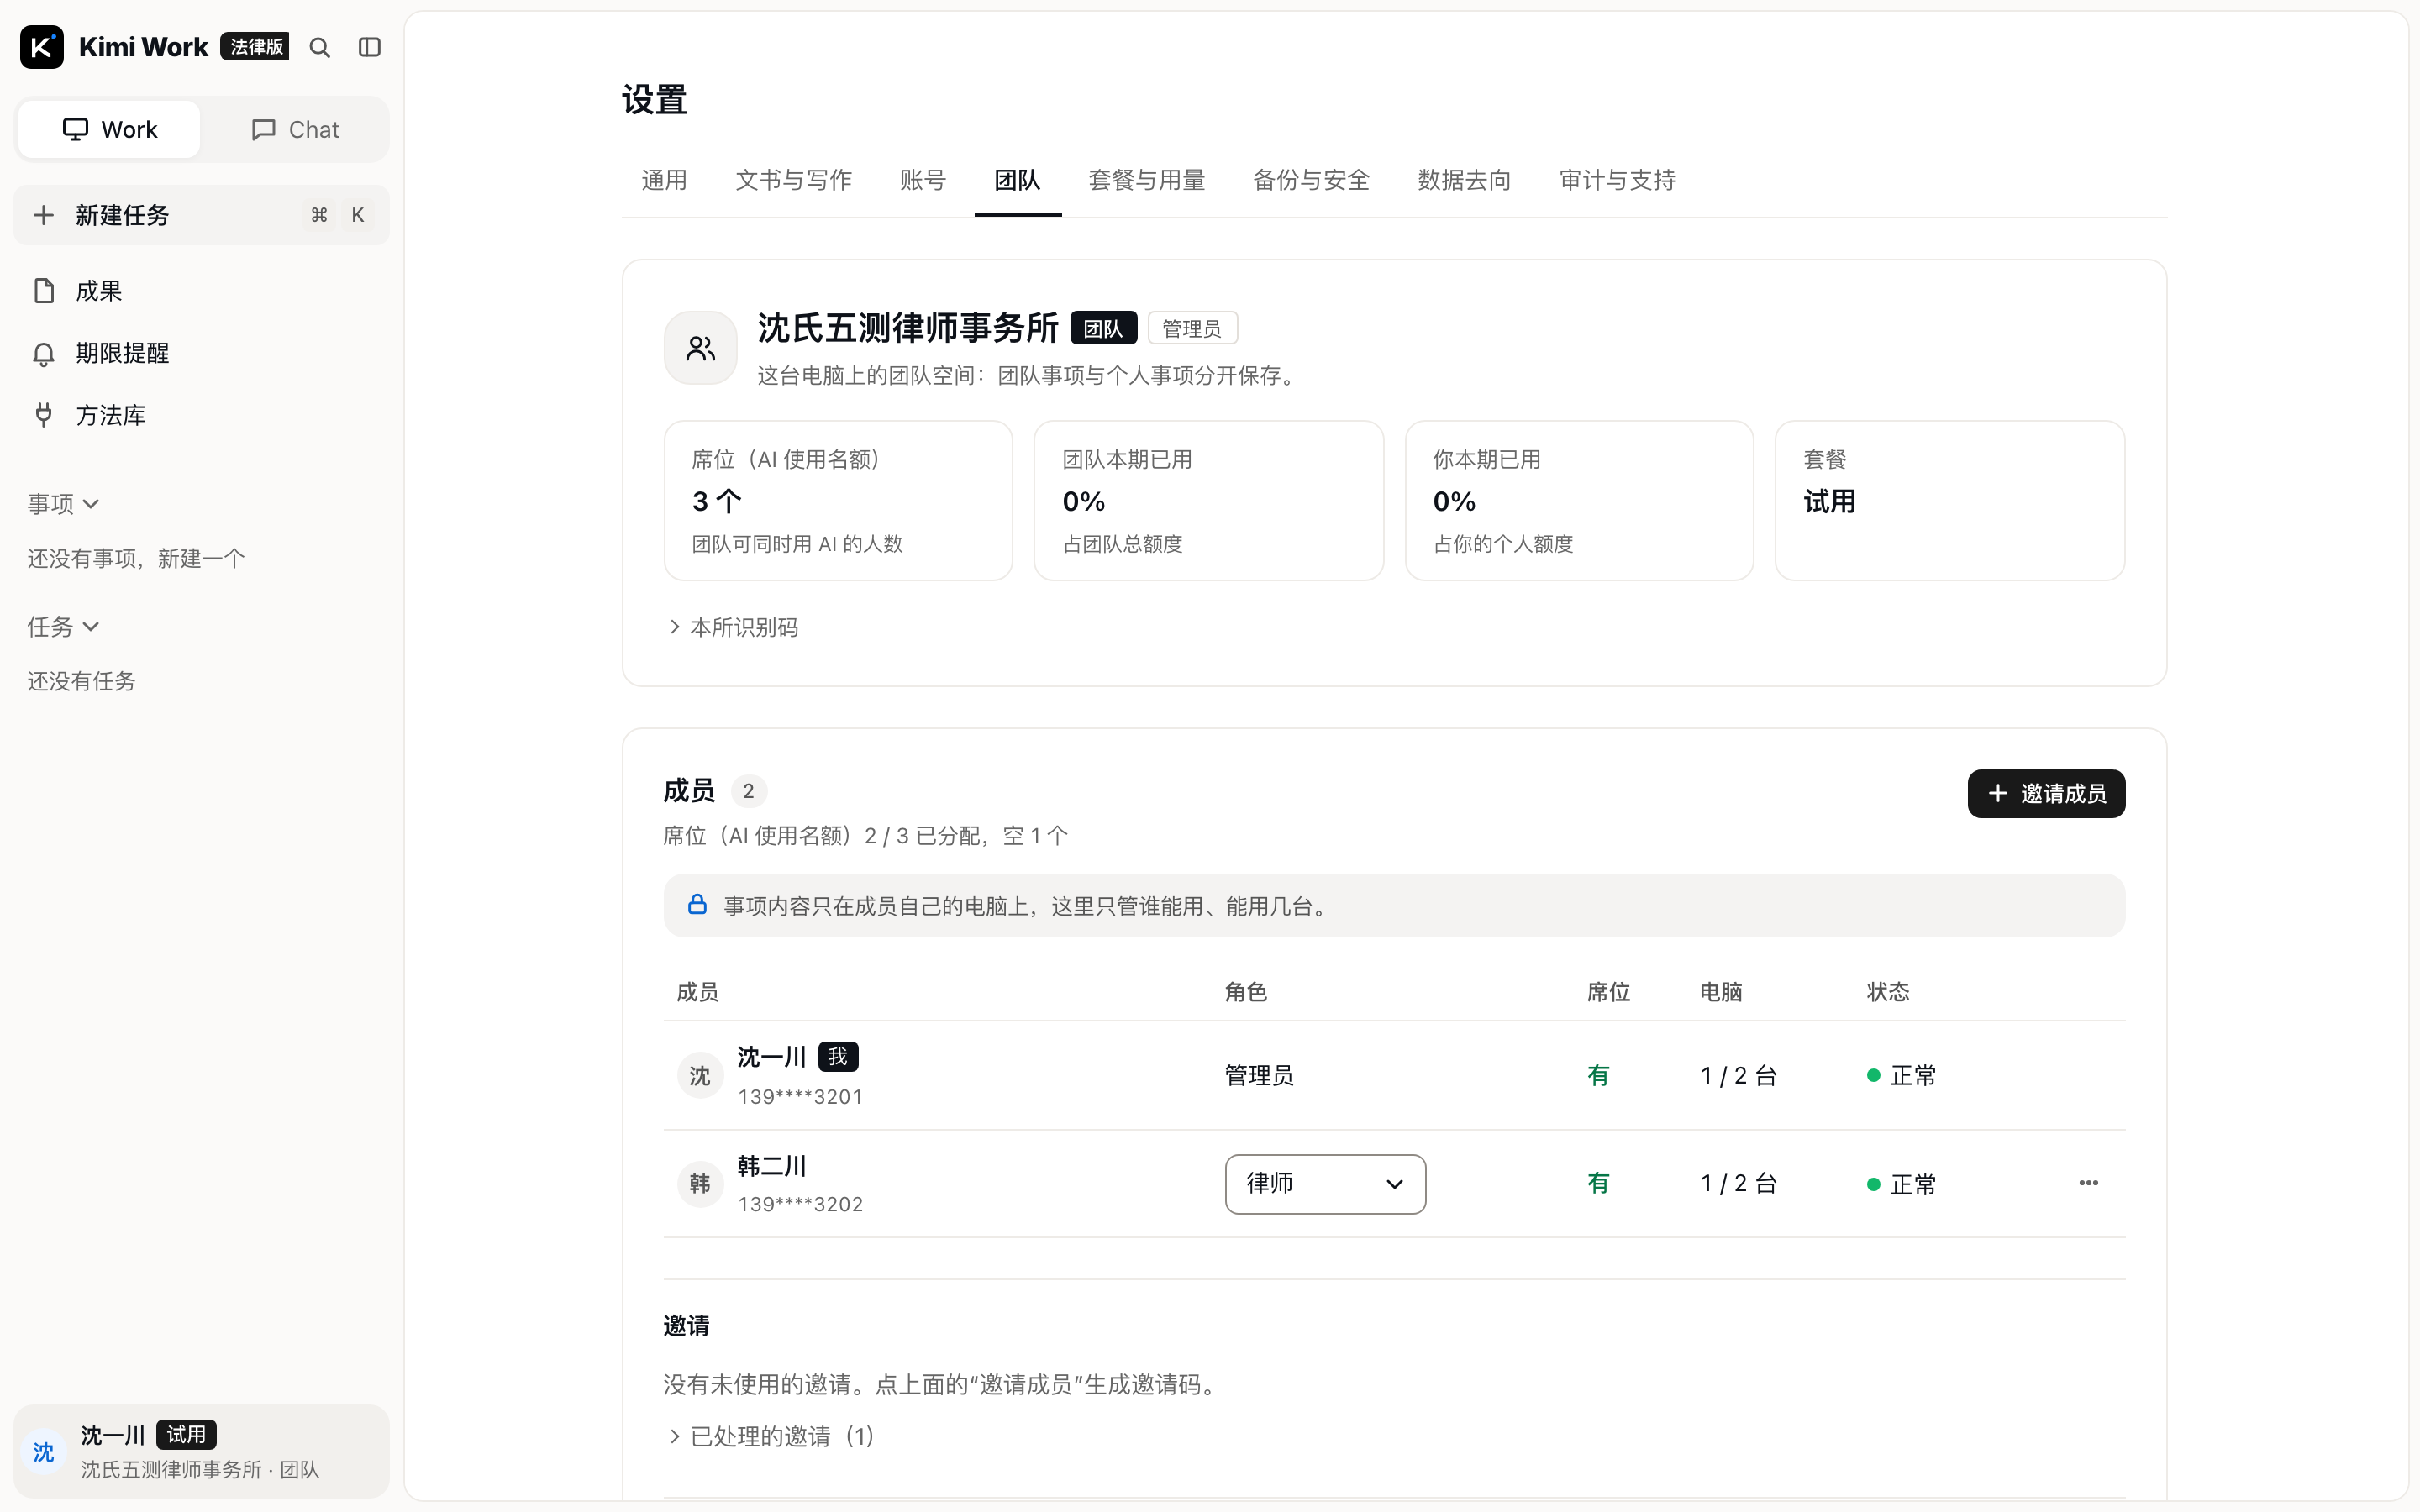 Kimi Work 法律版
Work Chat
新建任务 ⌘ K
成果
期限提醒
方法库
事项
还没有事项，新建一个
任务
还没有任务
沈 沈一川 试用
沈氏五测律师事务所 · 团队
设置
通用 文书与写作 账号 团队 套餐与用量 备份与安全 数据去向 审计与支持
沈氏五测律师事务所 团队 管理员
这台电脑上的团队空间：团队事项与个人事项分开保存。
席位（AI 使用名额）
3 个
团队可同时用 AI 的人数
团队本期已用
0%
占团队总额度
你本期已用
0%
占你的个人额度
套餐
试用
本所识别码
成员 2
邀请成员
席位（AI 使用名额）2 / 3 已分配，空 1 个
事项内容只在成员自己的电脑上，这里只管谁能用、能用几台。
成员 角色 席位 电脑 状态
沈 沈一川 我 管理员 有 1 / 2 台 正常
139****3201
韩 韩二川 律师 有 1 / 2 台 正常
139****3202
邀请
没有未使用的邀请。点上面的“邀请成员”生成邀请码。
已处理的邀请（1）